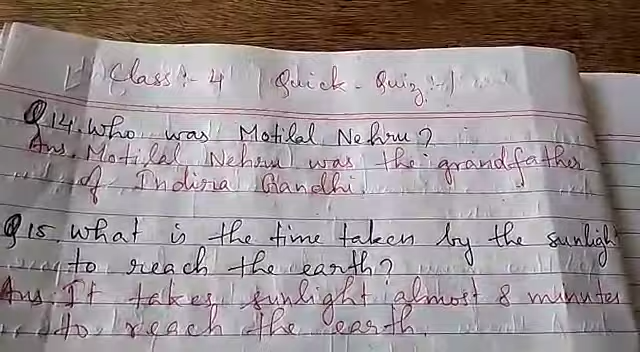 Class:- 4 | Quick - Quiz:-|
Q14. Who was Motilal Nehru?
Ans. Motilal Nehru was the grandfather
of Indira Gandhi.
Q15. What is the time taken by the sunlight
to reach the earth?
Ans. It takes sunlight almost 8 minutes
to reach the earth.